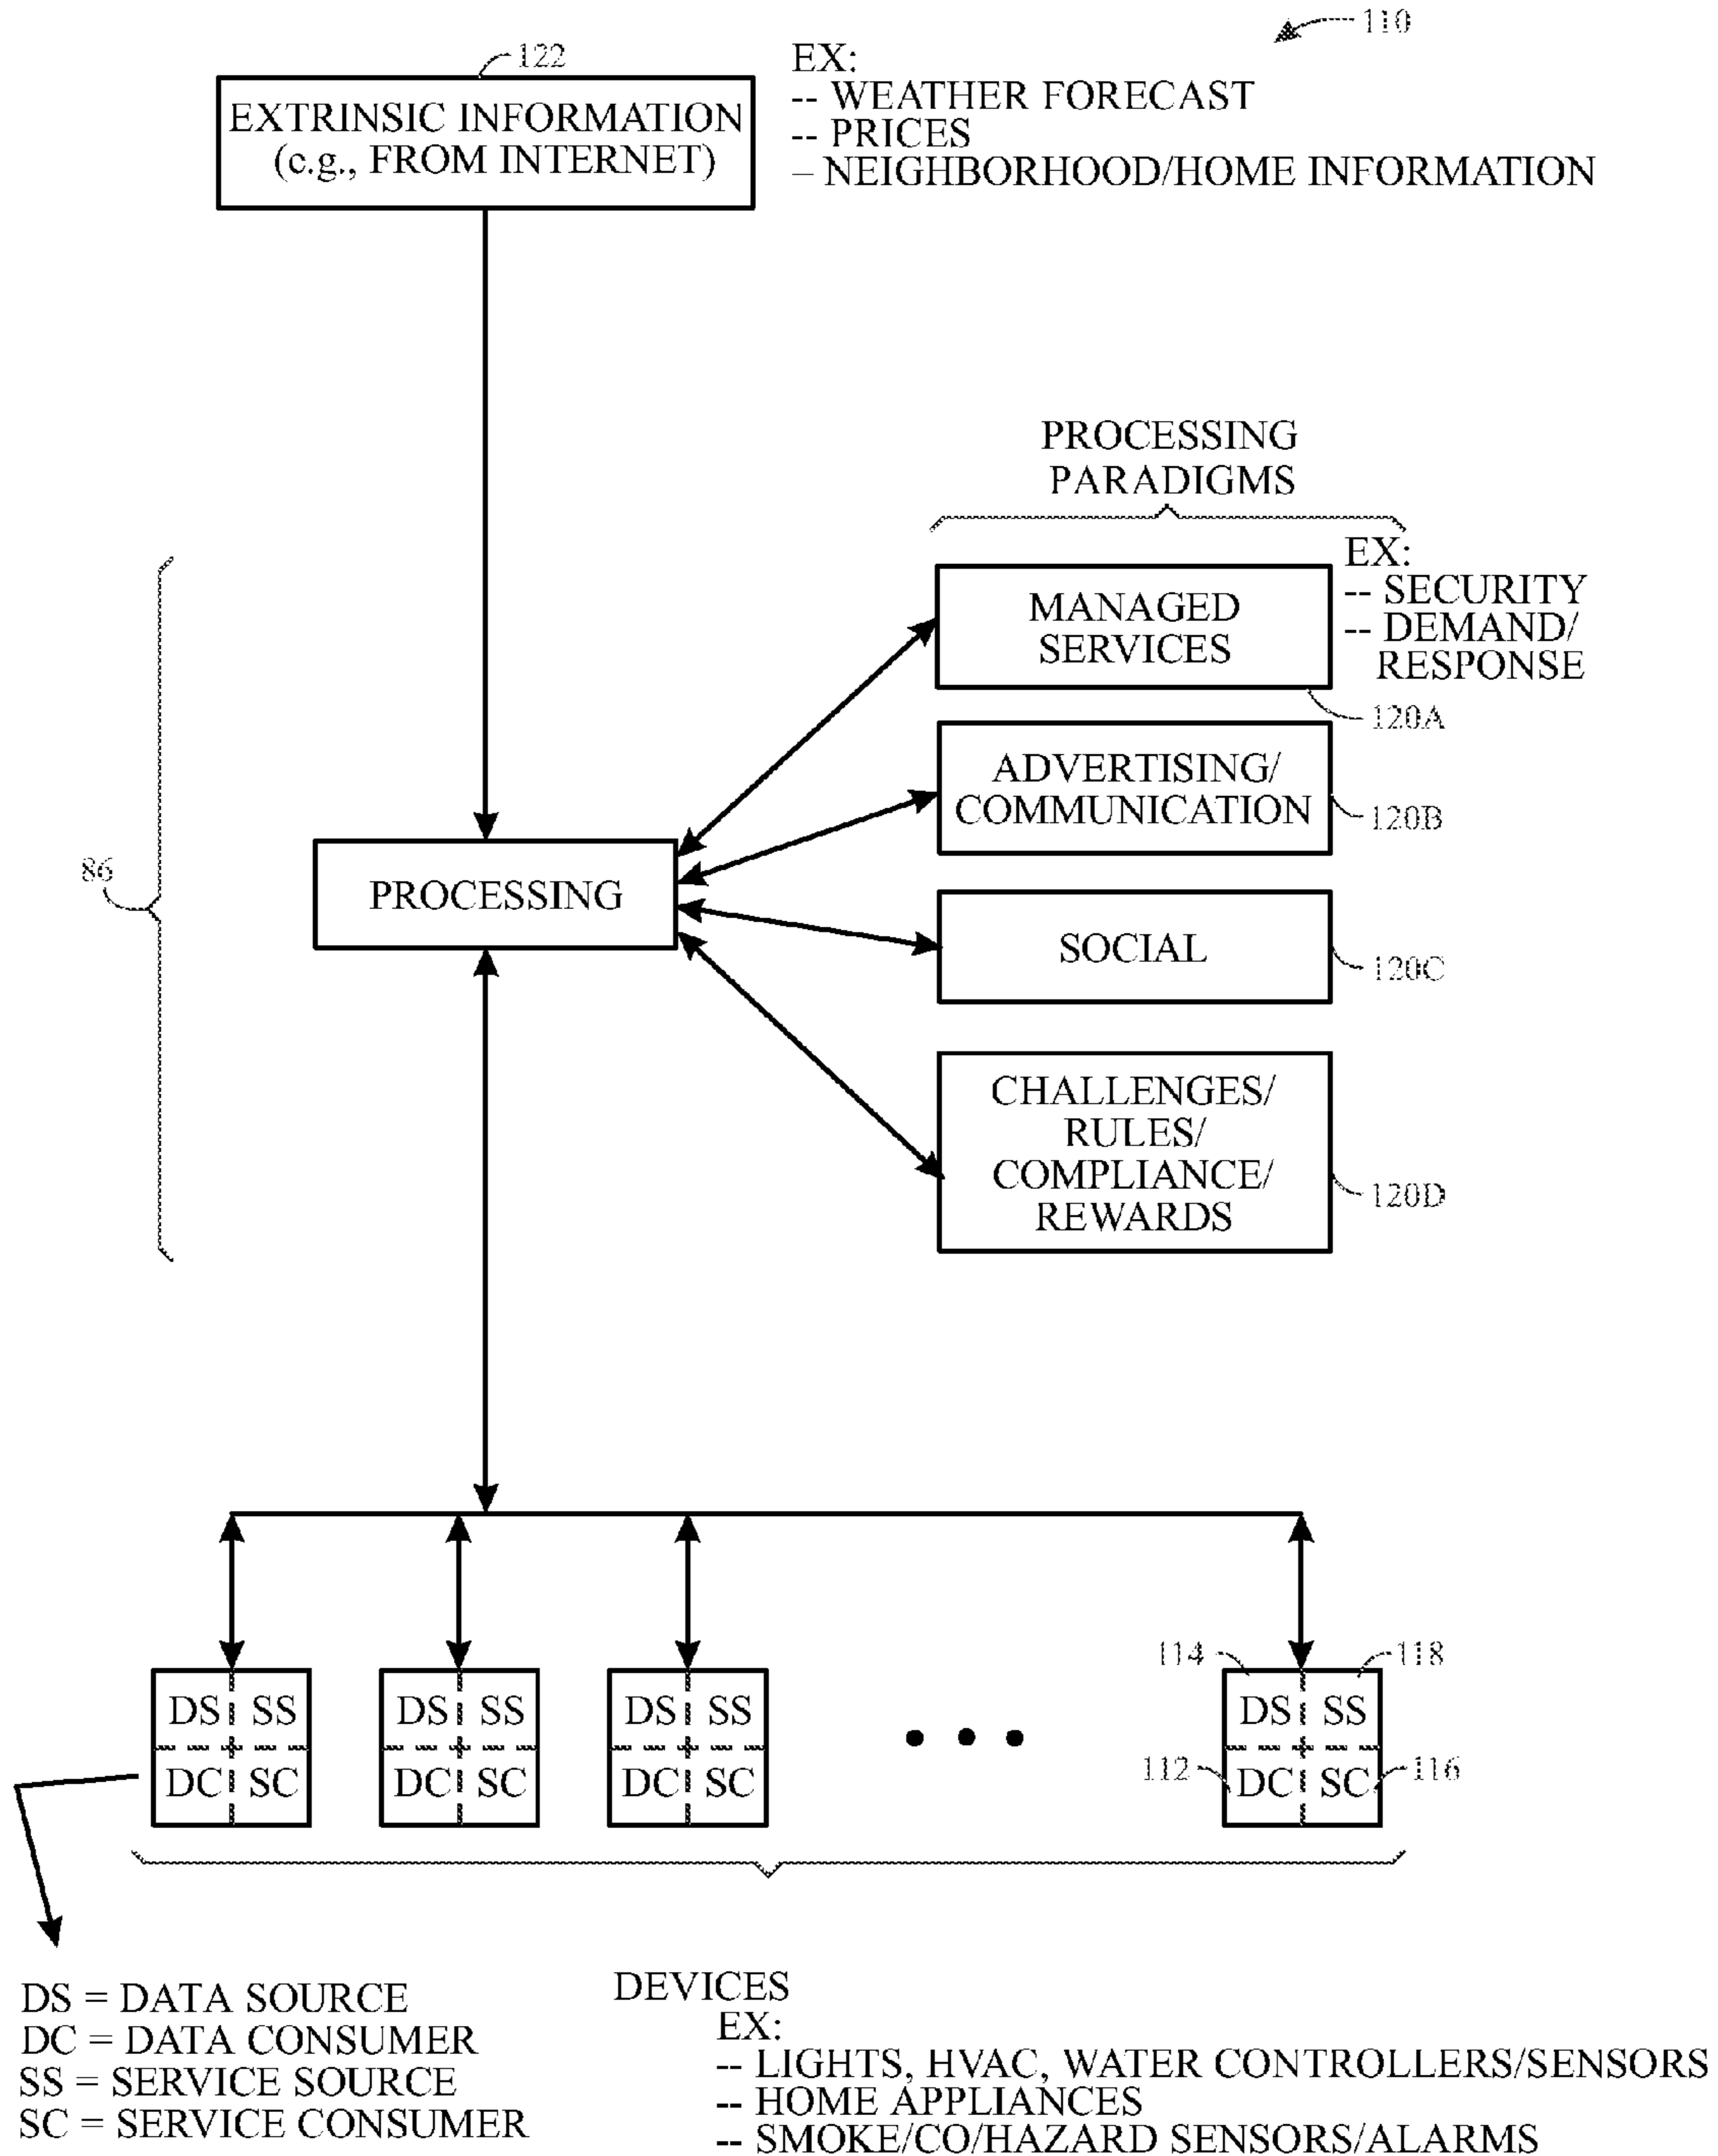 110
122
EXTRINSIC INFORMATION
(c.g., FROM INTERNET)
EX:
-- WEATHER FORECAST
-- PRICES
– NEIGHBORHOOD/HOME INFORMATION
PROCESSING
PARADIGMS
MANAGED
SERVICES
EX:
-- SECURITY
-- DEMAND/
RESPONSE
120A
ADVERTISING/
COMMUNICATION
120B
86
PROCESSING
SOCIAL
120C
CHALLENGES/
RULES/
COMPLIANCE/
REWARDS
120D
114
118
DS SS
DC SC
DS SS
DC SC
DS SS
DC SC
DS SS
DC SC
112
116
DS = DATA SOURCE
DC = DATA CONSUMER
SS = SERVICE SOURCE
SC = SERVICE CONSUMER
DEVICES
EX:
-- LIGHTS, HVAC, WATER CONTROLLERS/SENSORS
-- HOME APPLIANCES
-- SMOKE/CO/HAZARD SENSORS/ALARMS